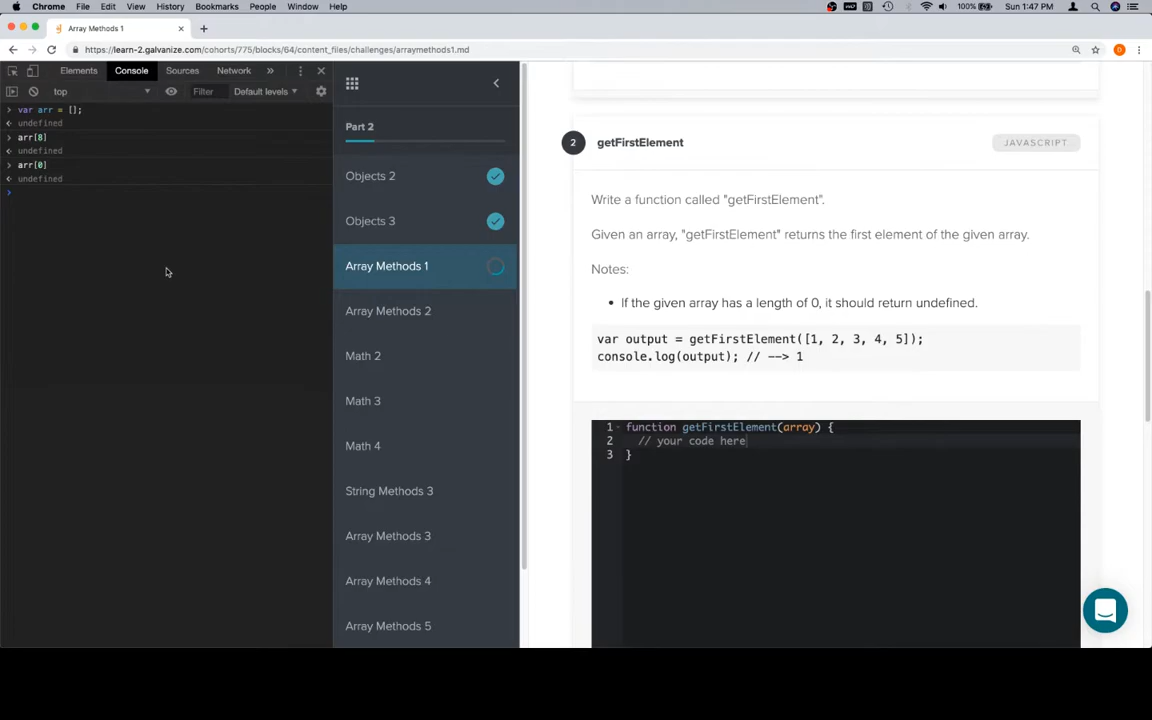 Chrome File Edit View History Bookmarks People Window Help 100% Sun 1:47 PM
Array Methods 1
https://learn-2.galvanize.com/cohorts/775/blocks/64/content_files/challenges/arraymethods1.md
D
Elements Console Sources Network »
top Filter Default levels
var arr = [];
undefined
arr[8]
undefined
arr[0]
undefined
Part 2
Objects 2
Objects 3
Array Methods 1
Array Methods 2
Math 2
Math 3
Math 4
String Methods 3
Array Methods 3
Array Methods 4
Array Methods 5
2 getFirstElement JAVASCRIPT
Write a function called "getFirstElement".
Given an array, "getFirstElement" returns the first element of the given array.
Notes:
• If the given array has a length of 0, it should return undefined.
var output = getFirstElement([1, 2, 3, 4, 5]);
console.log(output); // --> 1
1 function getFirstElement(array) {
2 // your code here
3 }